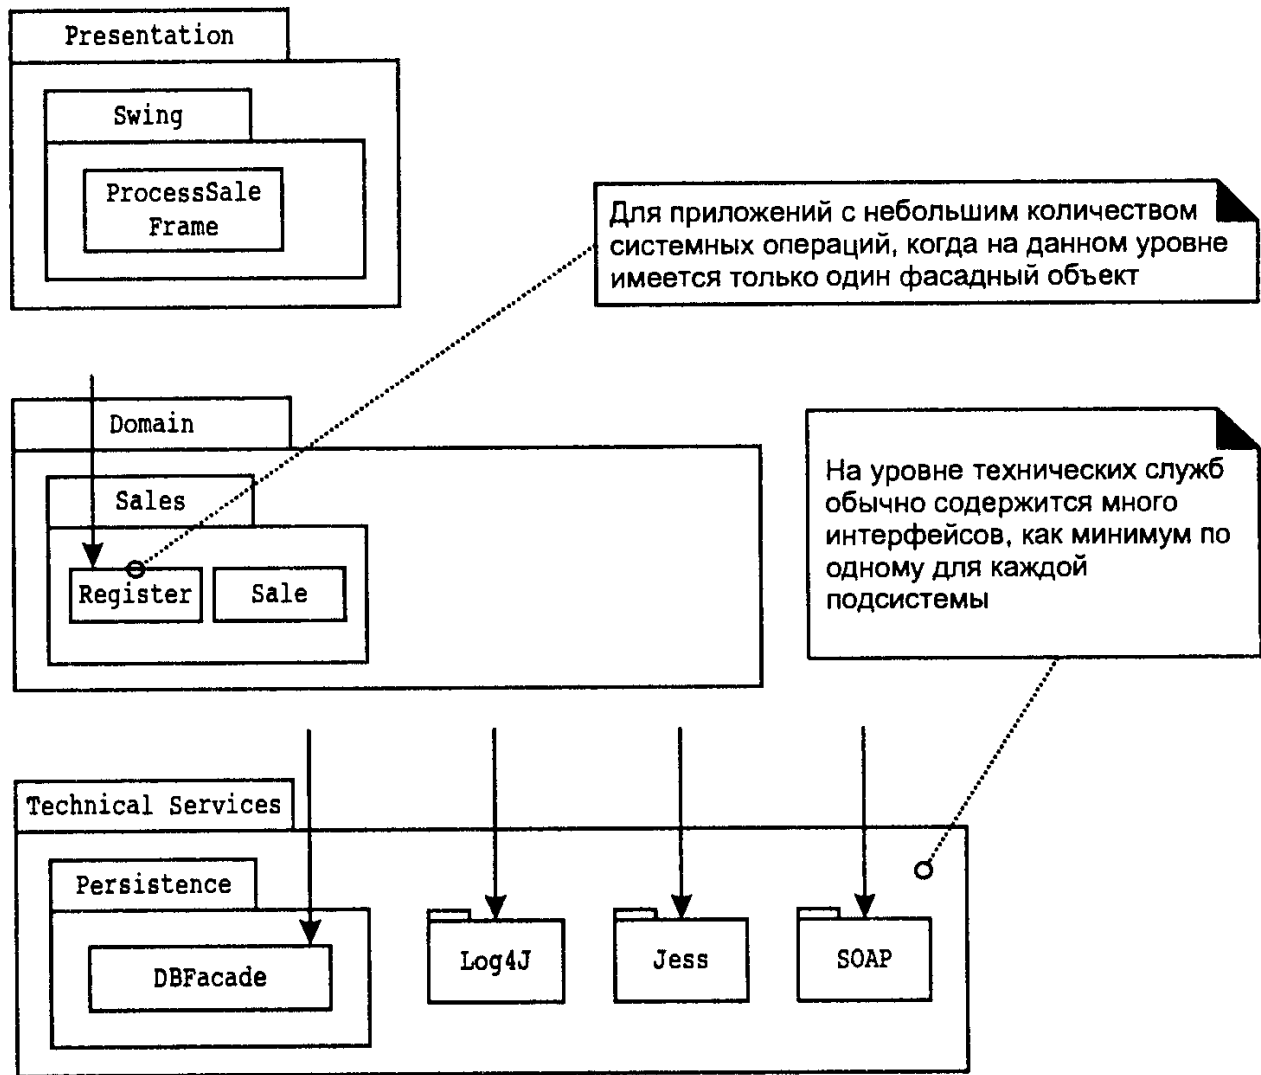 Presentation
Swing
ProcessSale
Frame
Для приложений с небольшим количеством
системных операций, когда на данном уровне
имеется только один фасадный объект
Domain
Sales
Register
Sale
На уровне технических служб
обычно содержится много
интерфейсов, как минимум по
одному для каждой
подсистемы
Technical Services
Persistence
DBFacade
Log4J
Jess
SOAP